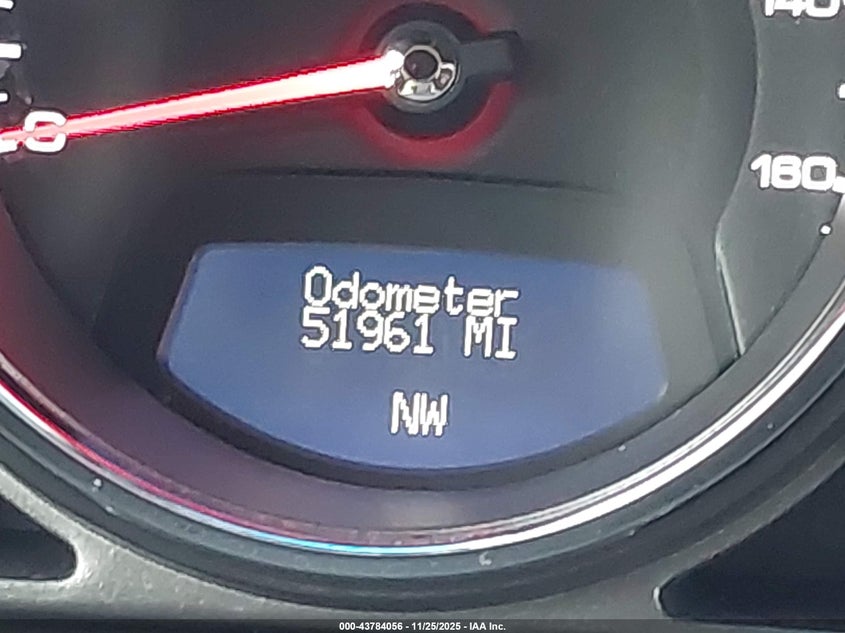 140
160
Odometer
51961 MI
NW
000-43784056 - 11/25/2025 - IAA Inc.